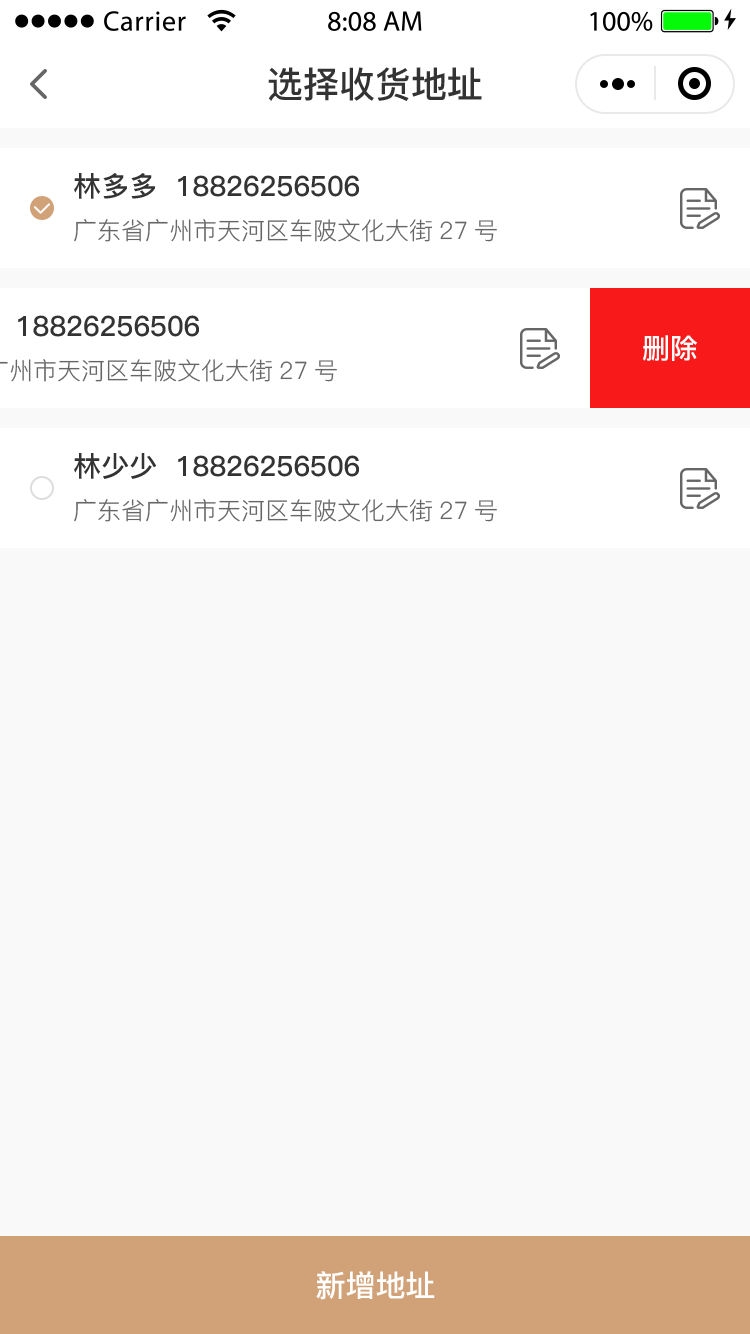 Carrier 8:08 AM 100%
选择收货地址
林多多 18826256506
广东省广州市天河区车陂文化大街 27 号
18826256506
州市天河区车陂文化大街 27 号
删除
林少少 18826256506
广东省广州市天河区车陂文化大街 27 号
新增地址